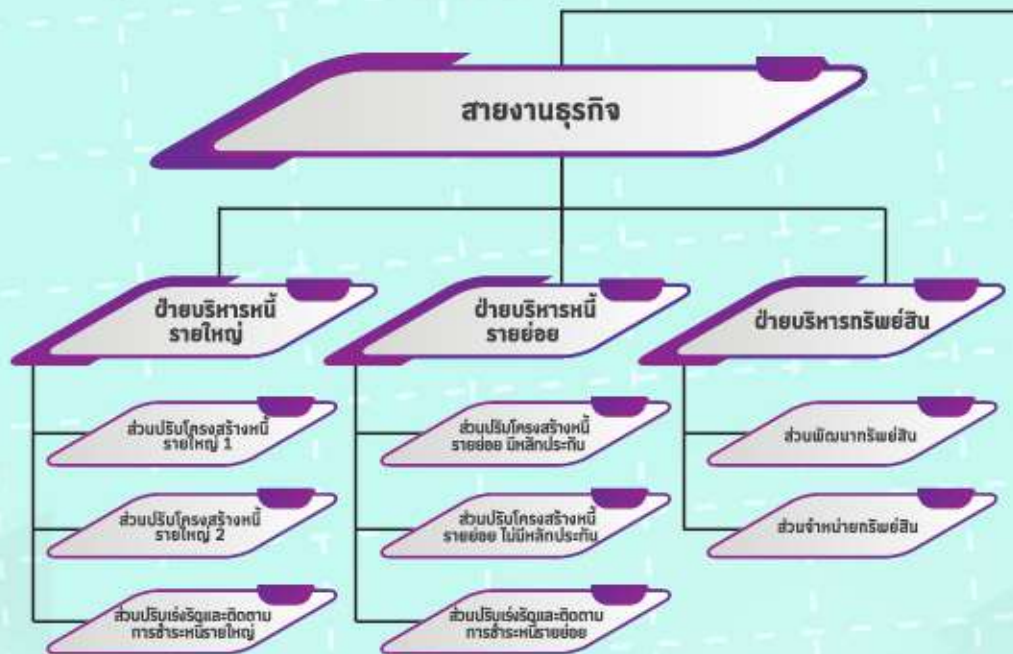 สายงานธุรกิจ
ฝ่ายบริหารหนี้
รายใหญ่
ฝ่ายบริหารหนี้
รายย่อย
ฝ่ายบริหารทรัพย์สิน
ส่วนปรับโครงสร้างหนี้
รายใหญ่ 1
ส่วนปรับโครงสร้างหนี้
รายย่อย มีหลักประกัน
ส่วนพัฒนาทรัพย์สิน
ส่วนปรับโครงสร้างหนี้
รายใหญ่ 2
ส่วนปรับโครงสร้างหนี้
รายย่อย ไม่มีหลักประกัน
ส่วนจำหน่ายทรัพย์สิน
ส่วนปรับเร่งรัดและติดตาม
การชำระหนี้รายใหญ่
ส่วนปรับเร่งรัดและติดตาม
การชำระหนี้รายย่อย